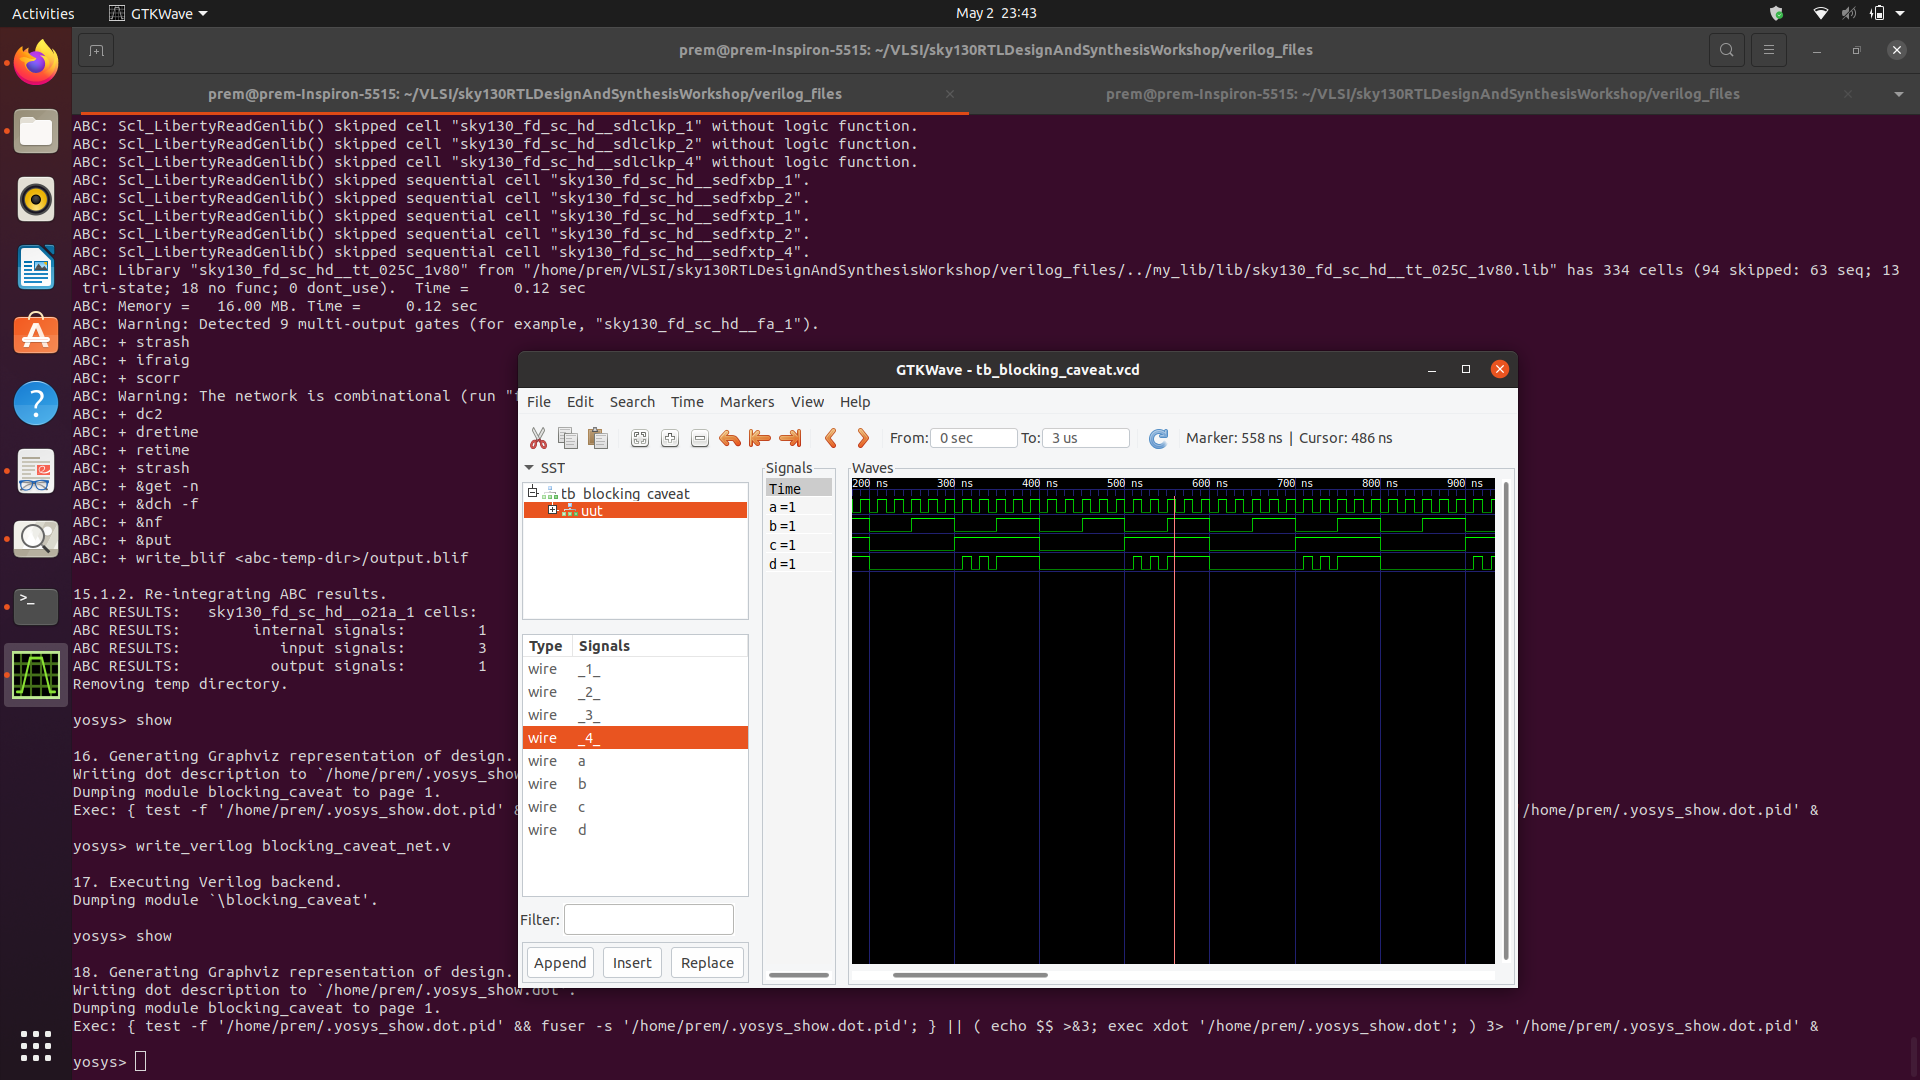 Activities
GTKWave
May 2 23:43
prem@prem-Inspiron-5515: ~/VLSI/sky130RTLDesignAndSynthesisWorkshop/verilog_files
prem@prem-Inspiron-5515: ~/VLSI/sky130RTLDesignAndSynthesisWorkshop/verilog_files
prem@prem-Inspiron-5515: ~/VLSI/sky130RTLDesignAndSynthesisWorkshop/verilog_files
ABC: Scl_LibertyReadGenlib() skipped cell "sky130_fd_sc_hd__sdlclkp_1" without logic function.
ABC: Scl_LibertyReadGenlib() skipped cell "sky130_fd_sc_hd__sdlclkp_2" without logic function.
ABC: Scl_LibertyReadGenlib() skipped cell "sky130_fd_sc_hd__sdlclkp_4" without logic function.
ABC: Scl_LibertyReadGenlib() skipped sequential cell "sky130_fd_sc_hd__sedfxbp_1".
ABC: Scl_LibertyReadGenlib() skipped sequential cell "sky130_fd_sc_hd__sedfxbp_2".
ABC: Scl_LibertyReadGenlib() skipped sequential cell "sky130_fd_sc_hd__sedfxtp_1".
ABC: Scl_LibertyReadGenlib() skipped sequential cell "sky130_fd_sc_hd__sedfxtp_2".
ABC: Scl_LibertyReadGenlib() skipped sequential cell "sky130_fd_sc_hd__sedfxtp_4".
ABC: Library "sky130_fd_sc_hd__tt_025C_1v80" from "/home/prem/VLSI/sky130RTLDesignAndSynthesisWorkshop/verilog_files/../my_lib/lib/sky130_fd_sc_hd__tt_025C_1v80.lib" has 334 cells (94 skipped: 63 seq; 13
tri-state; 18 no func; 0 dont_use). Time = 0.12 sec
ABC: Memory = 16.00 MB. Time = 0.12 sec
ABC: Warning: Detected 9 multi-output gates (for example, "sky130_fd_sc_hd__fa_1").
ABC: + strash
ABC: + ifraig
ABC: + scorr
ABC: Warning: The network is combinational (run "
ABC: + dc2
ABC: + dretime
ABC: + retime
ABC: + strash
ABC: + &get -n
ABC: + &dch -f
ABC: + &nf
ABC: + &put
ABC: + write_blif <abc-temp-dir>/output.blif
15.1.2. Re-integrating ABC results.
ABC RESULTS: sky130_fd_sc_hd__o21a_1 cells:
ABC RESULTS: internal signals: 1
ABC RESULTS: input signals: 3
ABC RESULTS: output signals: 1
Removing temp directory.
yosys> show
16. Generating Graphviz representation of design.
Writing dot description to `/home/prem/.yosys_show
Dumping module blocking_caveat to page 1.
Exec: { test -f '/home/prem/.yosys_show.dot.pid' & /home/prem/.yosys_show.dot.pid' &
yosys> write_verilog blocking_caveat_net.v
17. Executing Verilog backend.
Dumping module `\blocking_caveat'.
yosys> show
18. Generating Graphviz representation of design.
Writing dot description to `/home/prem/.yosys_show.dot'.
Dumping module blocking_caveat to page 1.
Exec: { test -f '/home/prem/.yosys_show.dot.pid' && fuser -s '/home/prem/.yosys_show.dot.pid'; } || ( echo $$ >&3; exec xdot '/home/prem/.yosys_show.dot'; ) 3> '/home/prem/.yosys_show.dot.pid' &
yosys>
GTKWave - tb_blocking_caveat.vcd
File Edit Search Time Markers View Help
From: 0 sec To: 3 us Marker: 558 ns | Cursor: 486 ns
SST
tb_blocking_caveat
uut
Type Signals
wire _1_
wire _2_
wire _3_
wire _4_
wire a
wire b
wire c
wire d
Filter:
Append Insert Replace
Signals
Time
a =1
b =1
c =1
d =1
Waves
200 ns 300 ns 400 ns 500 ns 600 ns 700 ns 800 ns 900 ns